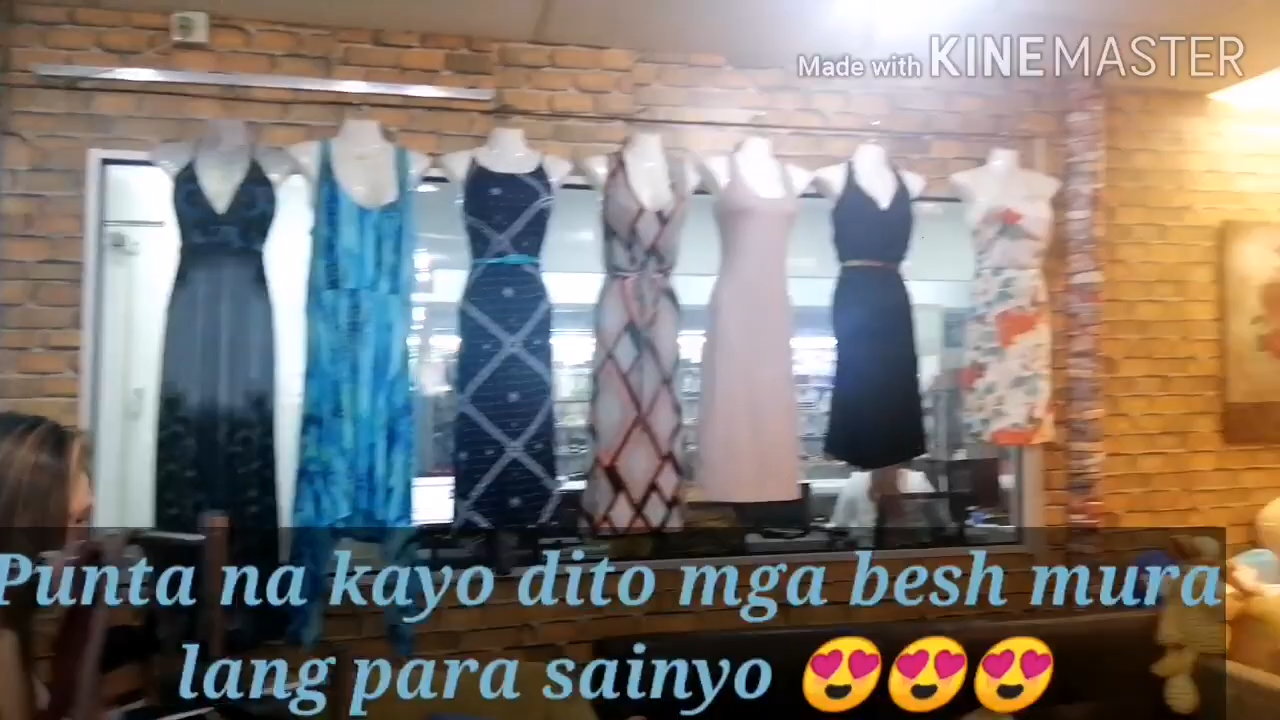 Made with KINEMASTER
Punta na kayo dito mga besh mura
lang para sainyo 😍😍😍